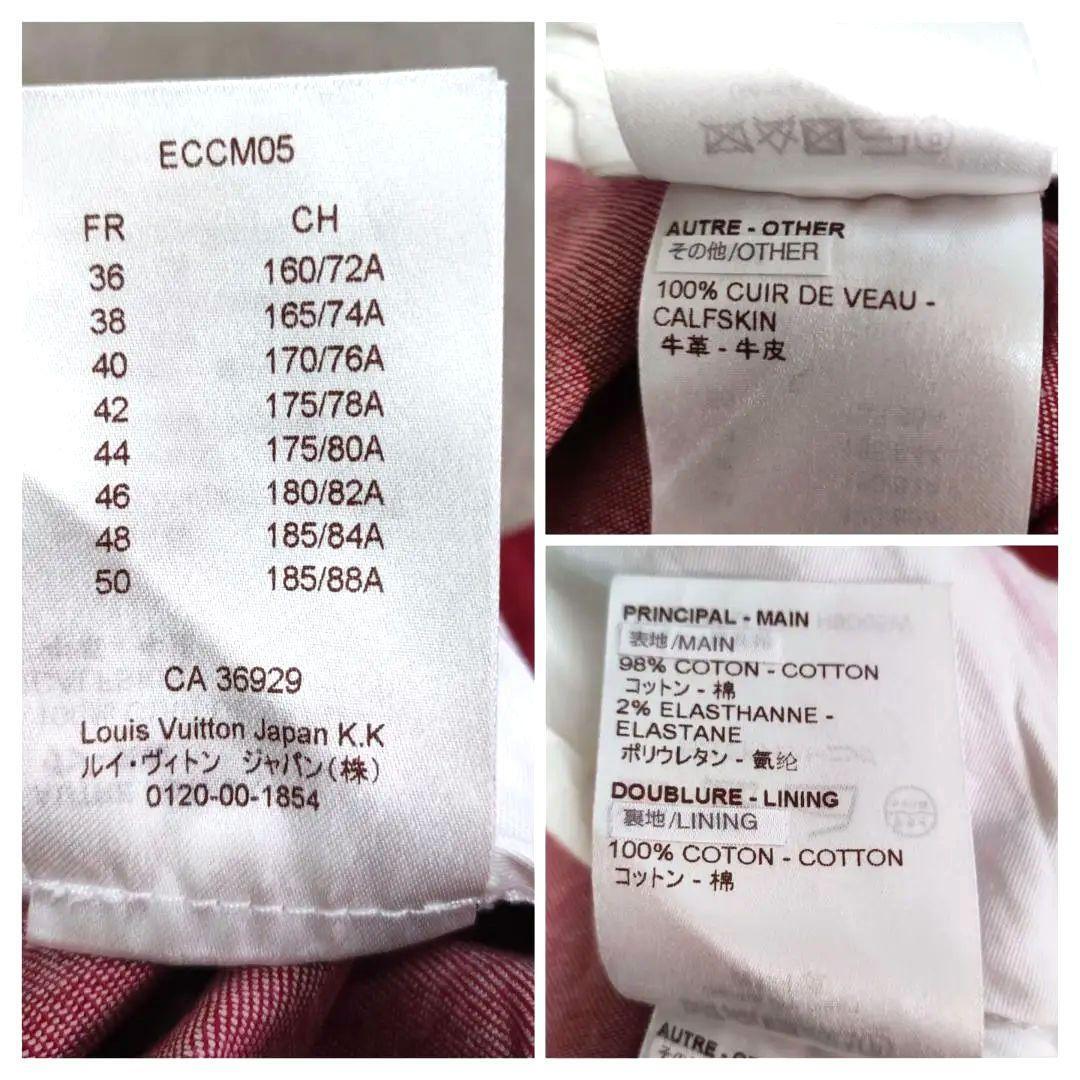 ECCM05
FR CH
36 160/72A
38 165/74A
40 170/76A
42 175/78A
44 175/80A
46 180/82A
48 185/84A
50 185/88A
CA 36929
Louis Vuitton Japan K.K
ルイ・ヴィトン ジャパン(株)
0120-00-1854
AUTRE - OTHER
その他/OTHER
100% CUIR DE VEAU -
CALFSKIN
牛革 - 牛皮
PRINCIPAL - MAIN
表地/MAIN
98% COTON - COTTON
コットン - 棉
2% ELASTHANNE -
ELASTANE
ポリウレタン - 氨纶
DOUBLURE - LINING
裏地/LINING
100% COTON - COTTON
コットン - 棉
AUTRE -
その他